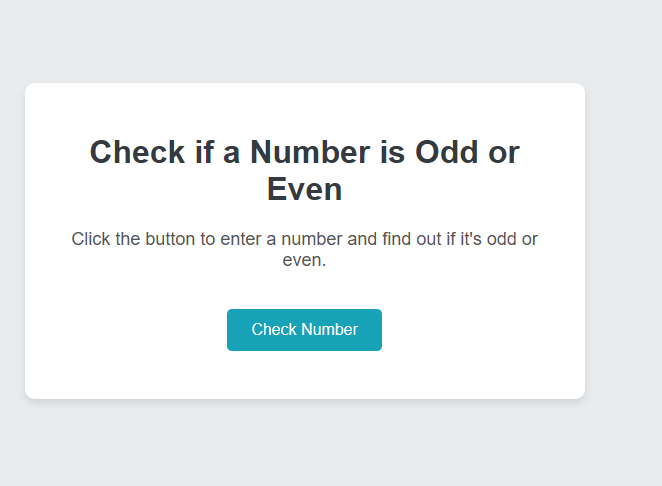 Check if a Number is Odd or
Even
Click the button to enter a number and find out if it's odd or
even.
Check Number